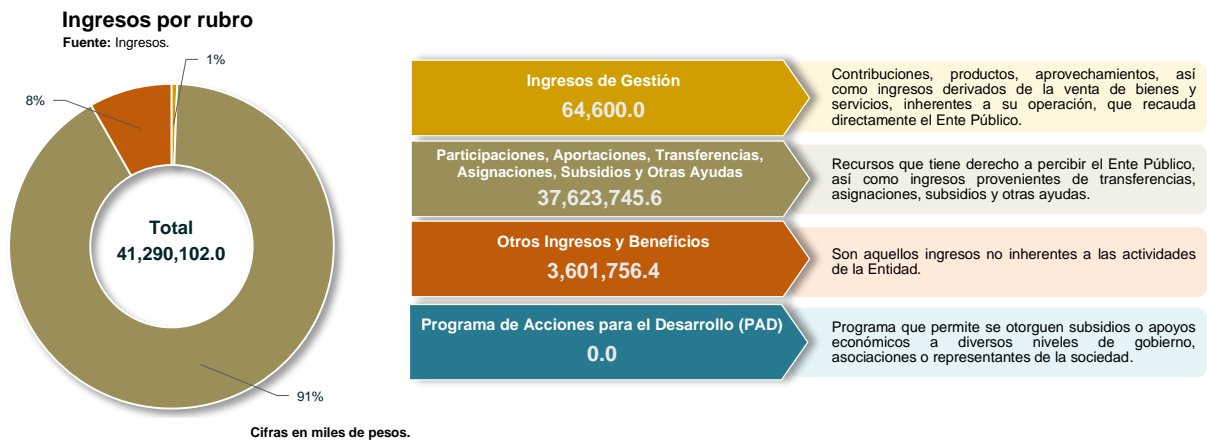 Ingresos por rubro
Fuente: Ingresos.
1%
8%
Total
41,290,102.0
91%
Ingresos de Gestión
64,600.0
Contribuciones, productos, aprovechamientos, así
como ingresos derivados de la venta de bienes y
servicios, inherentes a su operación, que recauda
directamente el Ente Público.
Participaciones, Aportaciones, Transferencias,
Asignaciones, Subsidios y Otras Ayudas
37,623,745.6
Recursos que tiene derecho a percibir el Ente Público,
así como ingresos provenientes de transferencias,
asignaciones, subsidios y otras ayudas.
Otros Ingresos y Beneficios
3,601,756.4
Son aquellos ingresos no inherentes a las actividades
de la Entidad.
Programa de Acciones para el Desarrollo (PAD)
0.0
Programa que permite se otorguen subsidios o apoyos
económicos a diversos niveles de gobierno,
asociaciones o representantes de la sociedad.
Cifras en miles de pesos.